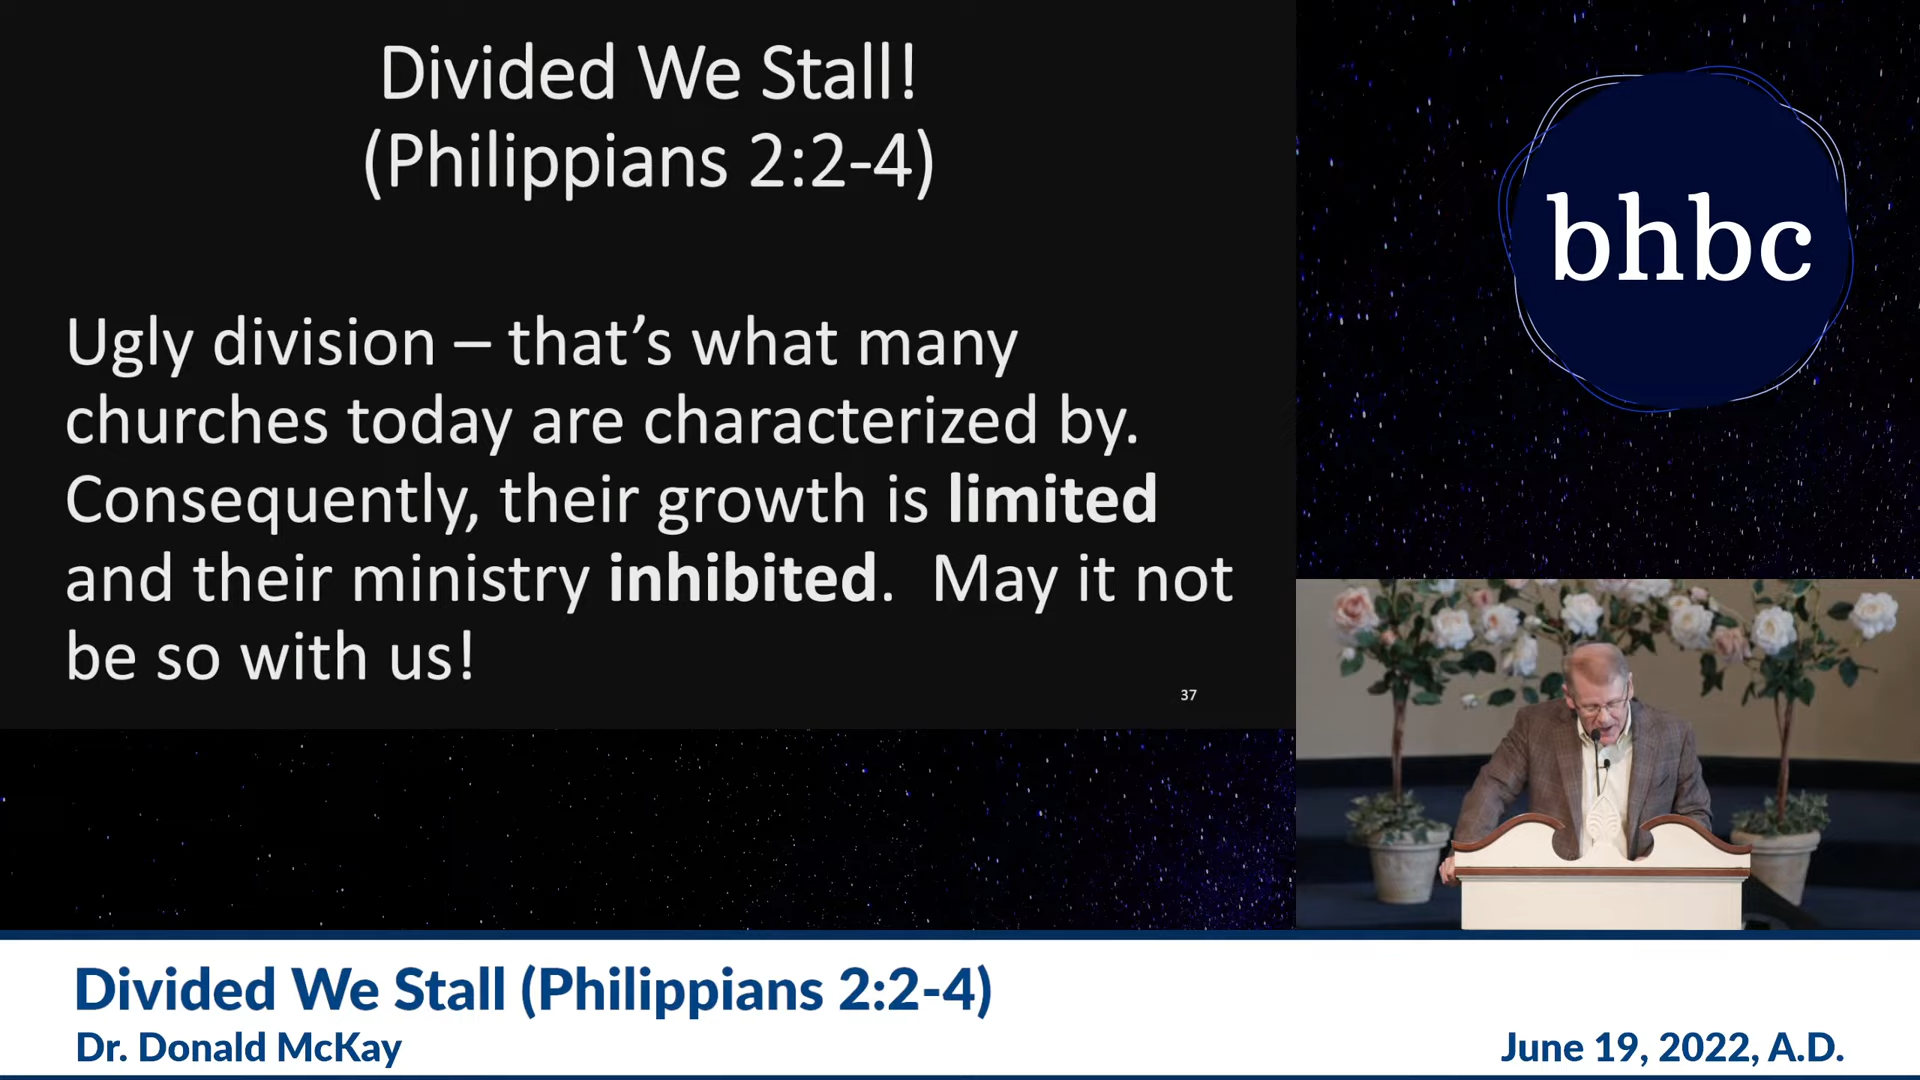 Divided We Stall!
(Philippians 2:2-4)
Ugly division – that’s what many
churches today are characterized by.
Consequently, their growth is limited
and their ministry inhibited.  May it not
be so with us!
37
bhbc
Divided We Stall (Philippians 2:2-4)
Dr. Donald McKay
June 19, 2022, A.D.